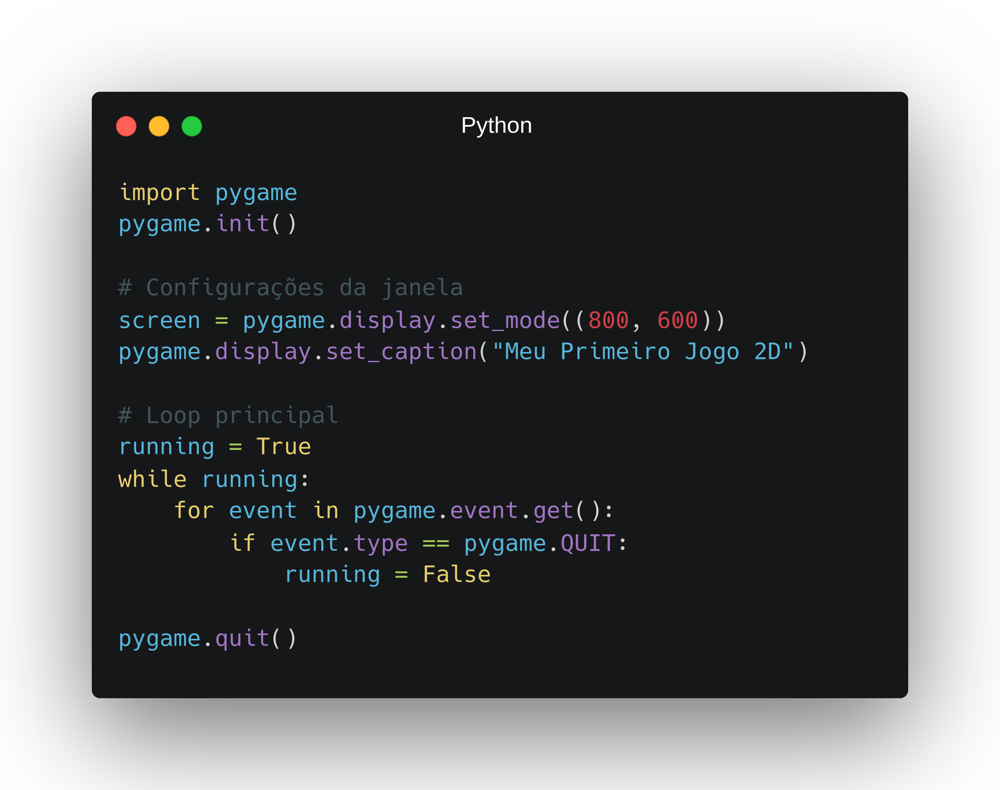 Python
import pygame
pygame.init()
# Configurações da janela
screen = pygame.display.set_mode((800, 600))
pygame.display.set_caption("Meu Primeiro Jogo 2D")
# Loop principal
running = True
while running:
    for event in pygame.event.get():
        if event.type == pygame.QUIT:
            running = False
pygame.quit()